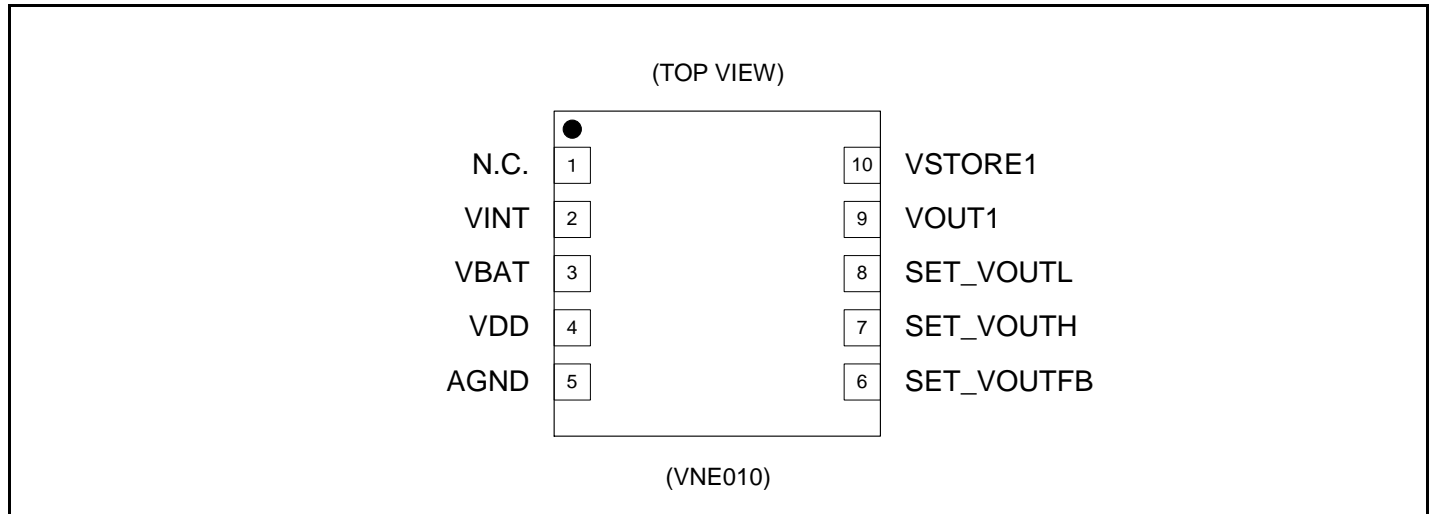 (TOP VIEW)
N.C. 1 10 VSTORE1
VINT 2 9 VOUT1
VBAT 3 8 SET_VOUTL
VDD 4 7 SET_VOUTH
AGND 5 6 SET_VOUTFB
(VNE010)